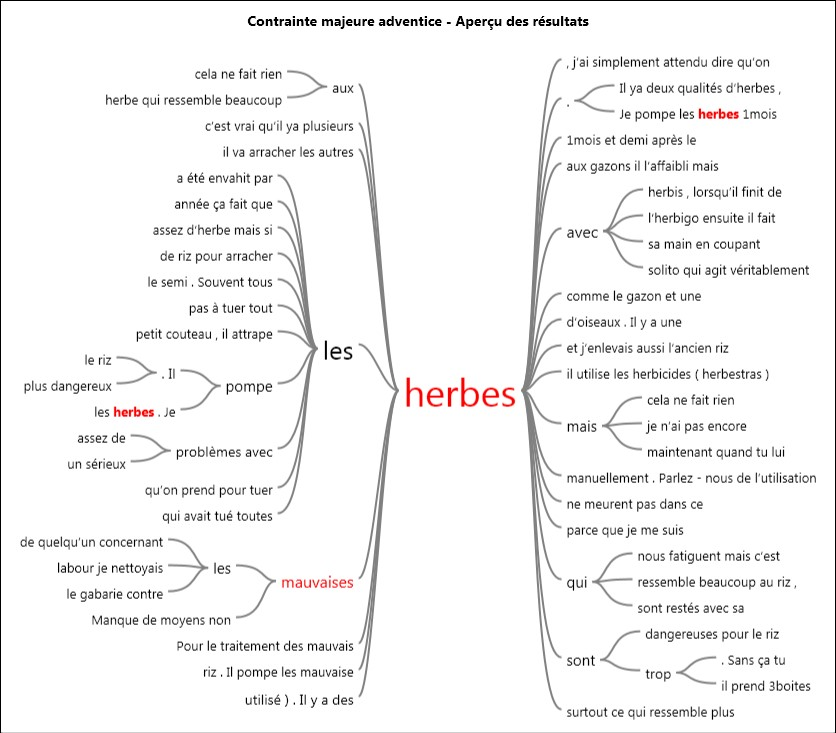 Contrainte majeure adventice - Aperçu des résultats
cela ne fait rien
herbe qui ressemble beaucoup
aux
c'est vrai qu'il ya plusieurs
il va arracher les autres
a été envahit par
année ça fait que
assez d'herbe mais si
de riz pour arracher
le semi . Souvent tous
pas à tuer tout
petit couteau , il attrape
le riz
plus dangereux
. Il
les herbes . Je
pompe
assez de
un sérieux
problèmes avec
qu'on prend pour tuer
qui avait tué toutes
les
de quelqu'un concernant
labour je nettoyais
le gabarie contre
les
Manque de moyens non
mauvaises
Pour le traitement des mauvais
riz . Il pompe les mauvaise
utilisé ) . Il y a des
herbes
, j'ai simplement attendu dire qu'on
.
Il ya deux qualités d'herbes ,
Je pompe les herbes 1mois
1mois et demi après le
aux gazons il l'affaibli mais
avec
herbis , lorsqu'il finit de
l'herbigo ensuite il fait
sa main en coupant
solito qui agit véritablement
comme le gazon et une
d'oiseaux . Il y a une
et j'enlevais aussi l'ancien riz
il utilise les herbicides ( herbestras )
mais
cela ne fait rien
je n'ai pas encore
maintenant quand tu lui
manuellement . Parlez - nous de l'utilisation
ne meurent pas dans ce
parce que je me suis
qui
nous fatiguent mais c'est
ressemble beaucoup au riz ,
sont restés avec sa
sont
dangereuses pour le riz
trop
. Sans ça tu
il prend 3boites
surtout ce qui ressemble plus